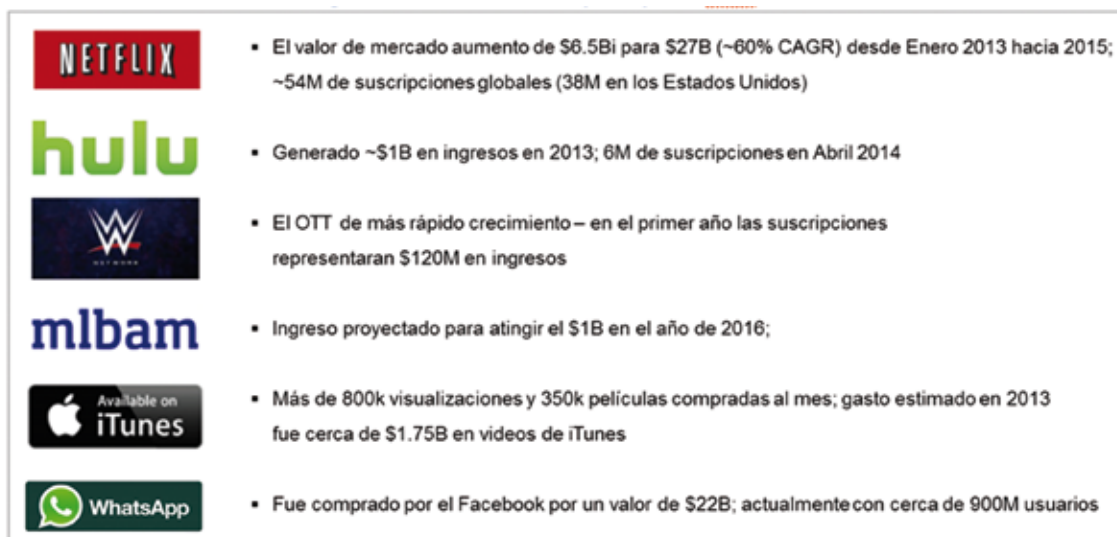 NETFLIX
▪ El valor de mercado aumento de $6.5Bi para $27B (~60% CAGR) desde Enero 2013 hacia 2015;
~54M de suscripciones globales (38M en los Estados Unidos)
hulu
▪ Generado ~$1B en ingresos en 2013; 6M de suscripciones en Abril 2014
W
NETWORK
▪ El OTT de más rápido crecimiento – en el primer año las suscripciones
representaran $120M en ingresos
mlbam
▪ Ingreso proyectado para atingir el $1B en el año de 2016;
Available on
iTunes
▪ Más de 800k visualizaciones y 350k películas compradas al mes; gasto estimado en 2013
fue cerca de $1.75B en videos de iTunes
WhatsApp
▪ Fue comprado por el Facebook por un valor de $22B; actualmente con cerca de 900M usuarios